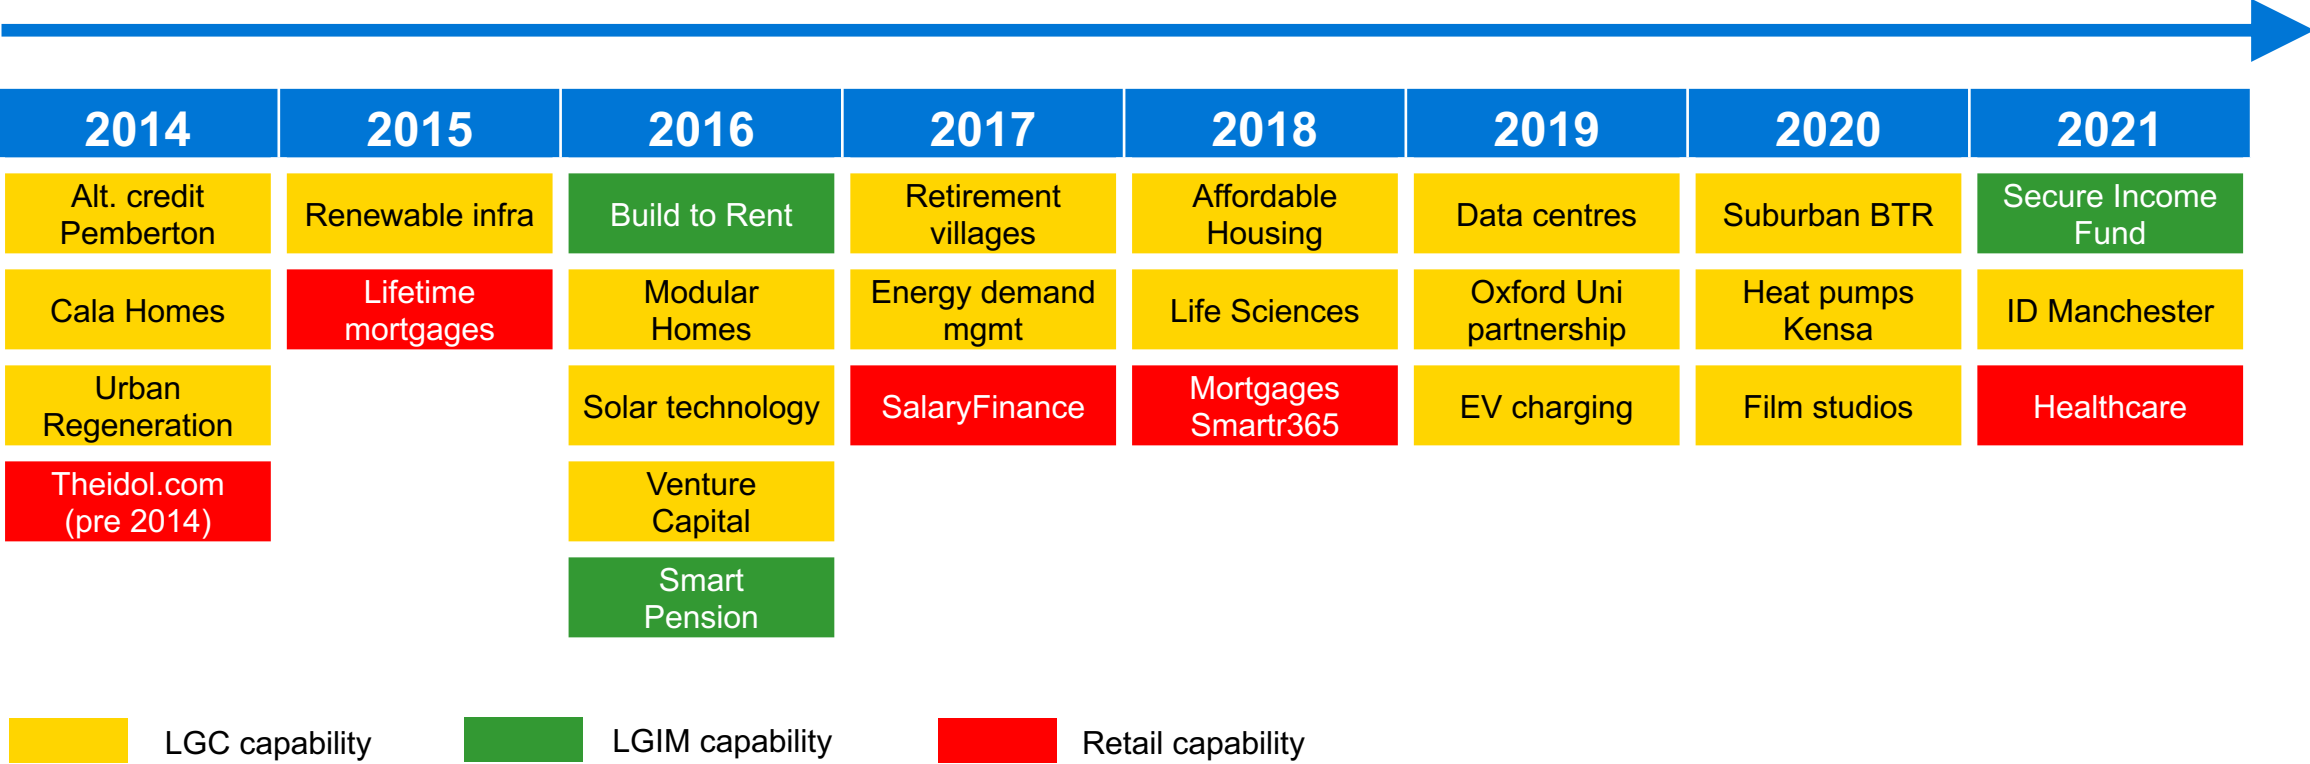 2014
2015
2016
2017
2018
2019
2020
2021
Alt. credit
Pemberton
Renewable infra
Build to Rent
Retirement
villages
Affordable
Housing
Data centres
Suburban BTR
Secure Income
Fund
Cala Homes
Lifetime
mortgages
Modular
Homes
Energy demand
mgmt
Life Sciences
Oxford Uni
partnership
Heat pumps
Kensa
ID Manchester
Urban
Regeneration
Solar technology
SalaryFinance
Mortgages
Smartr365
EV charging
Film studios
Healthcare
Theidol.com
(pre 2014)
Venture
Capital
Smart
Pension
LGC capability
LGIM capability
Retail capability